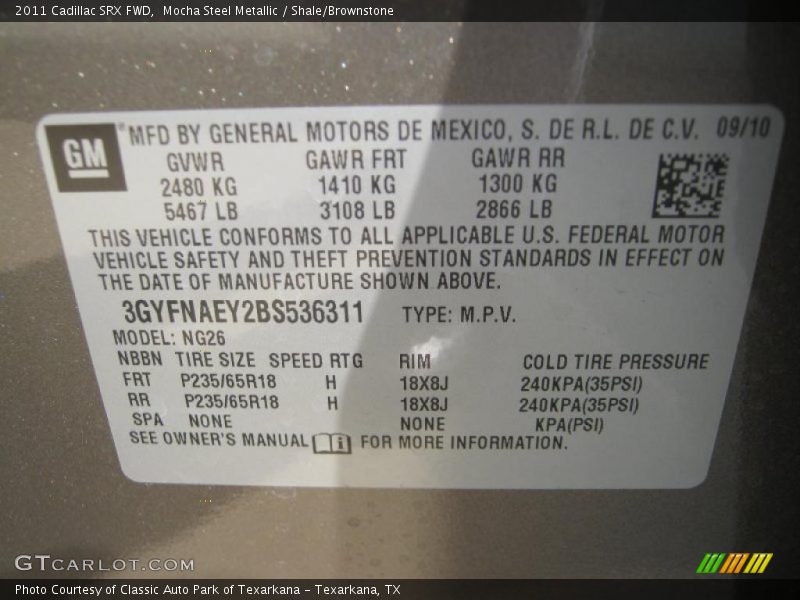 2011 Cadillac SRX FWD,  Mocha Steel Metallic / Shale/Brownstone
GM
® MFD BY GENERAL MOTORS DE MEXICO, S. DE R.L. DE C.V. 09/10
GVWR GAWR FRT GAWR RR
2480 KG 1410 KG 1300 KG
5467 LB 3108 LB 2866 LB
THIS VEHICLE CONFORMS TO ALL APPLICABLE U.S. FEDERAL MOTOR
VEHICLE SAFETY AND THEFT PREVENTION STANDARDS IN EFFECT ON
THE DATE OF MANUFACTURE SHOWN ABOVE.
3GYFNAEY2BS536311 TYPE: M.P.V.
MODEL: NG26
NBBN TIRE SIZE SPEED RTG RIM COLD TIRE PRESSURE
FRT P235/65R18 H 18X8J 240KPA(35PSI)
RR P235/65R18 H 18X8J 240KPA(35PSI)
SPA NONE NONE KPA(PSI)
SEE OWNER'S MANUAL i FOR MORE INFORMATION.
GTCARLOT.COM
Photo Courtesy of Classic Auto Park of Texarkana – Texarkana, TX